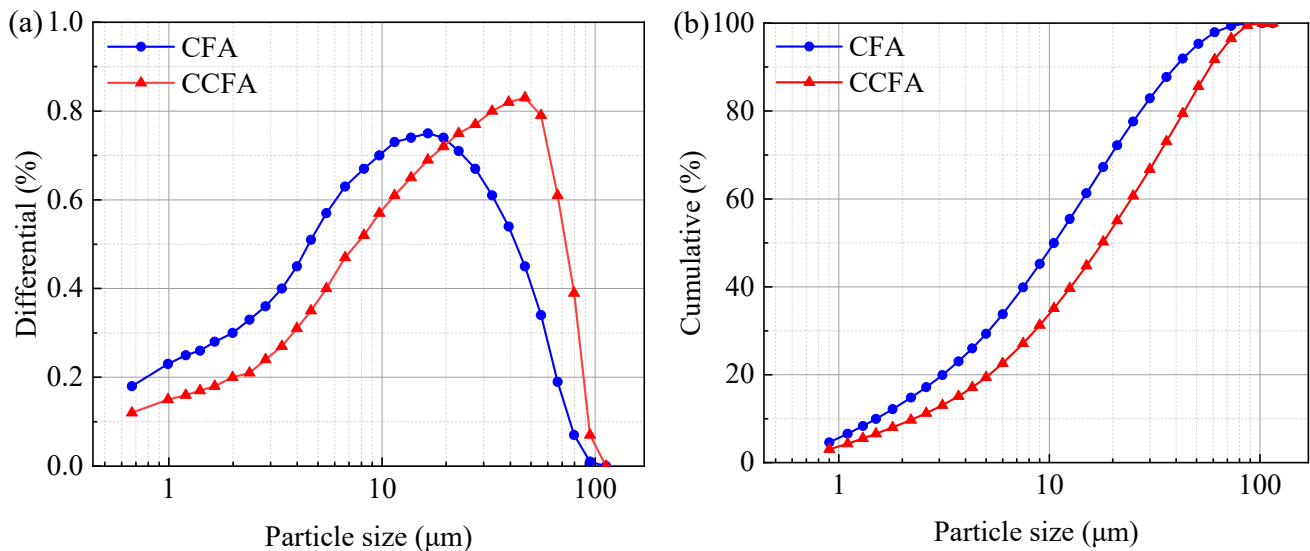 (a)
1.0
0.8
0.6
0.4
0.2
0.0
Differential (%)
CFA
CCFA
1
10
100
Particle size (μm)
(b)
100
80
60
40
20
0
Cumulative (%)
CFA
CCFA
1
10
100
Particle size (μm)